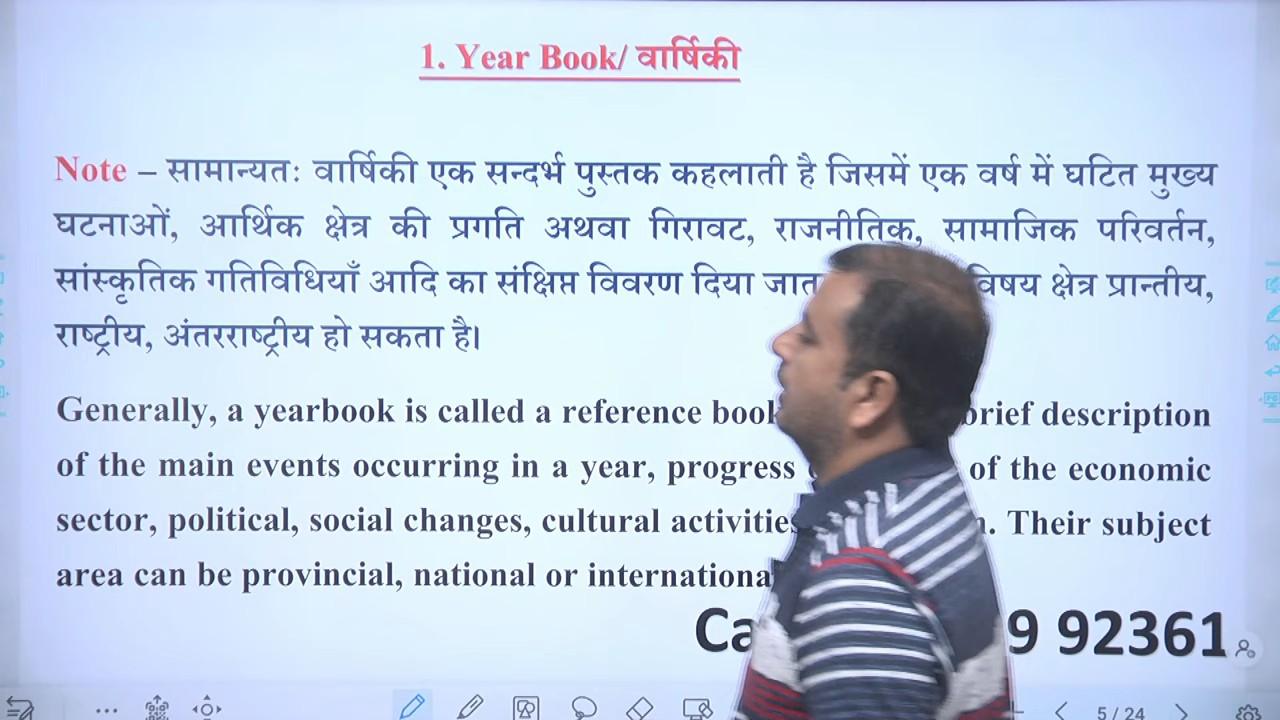 1. Year Book/ वार्षिकी
Note – सामान्यतः वार्षिकी एक सन्दर्भ पुस्तक कहलाती है जिसमें एक वर्ष में घटित मुख्य
घटनाओं, आर्थिक क्षेत्र की प्रगति अथवा गिरावट, राजनीतिक, सामाजिक परिवर्तन,
सांस्कृतिक गतिविधियाँ आदि का संक्षिप्त विवरण दिया विषय क्षेत्र प्रान्तीय,
राष्ट्रीय, अंतरराष्ट्रीय हो सकता है।
Generally, a yearbook is called a reference book brief description
of the main events occurring in a year, progress of the economic
sector, political, social changes, cultural activities Their subject
area can be provincial, national or
9 92361
5 / 24